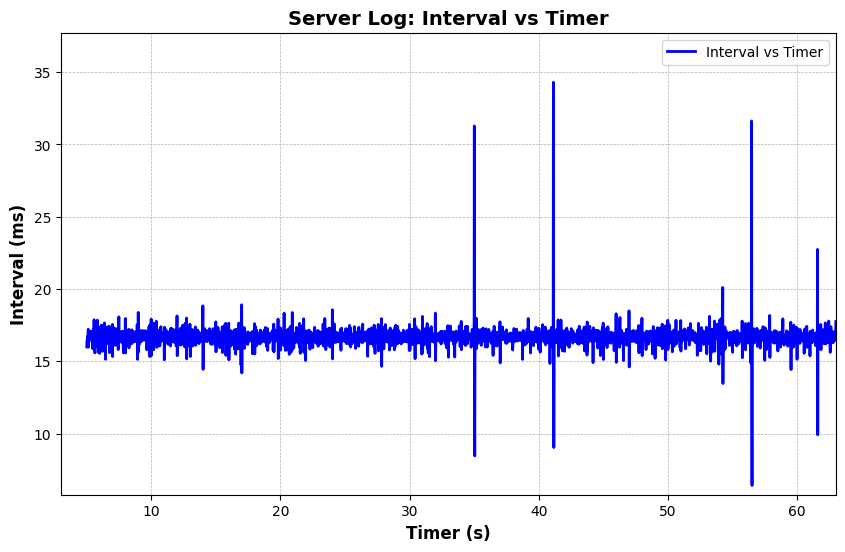 Server Log: Interval vs Timer
Interval vs Timer
35
30
25
20
15
10
Interval (ms)
10 20 30 40 50 60
Timer (s)